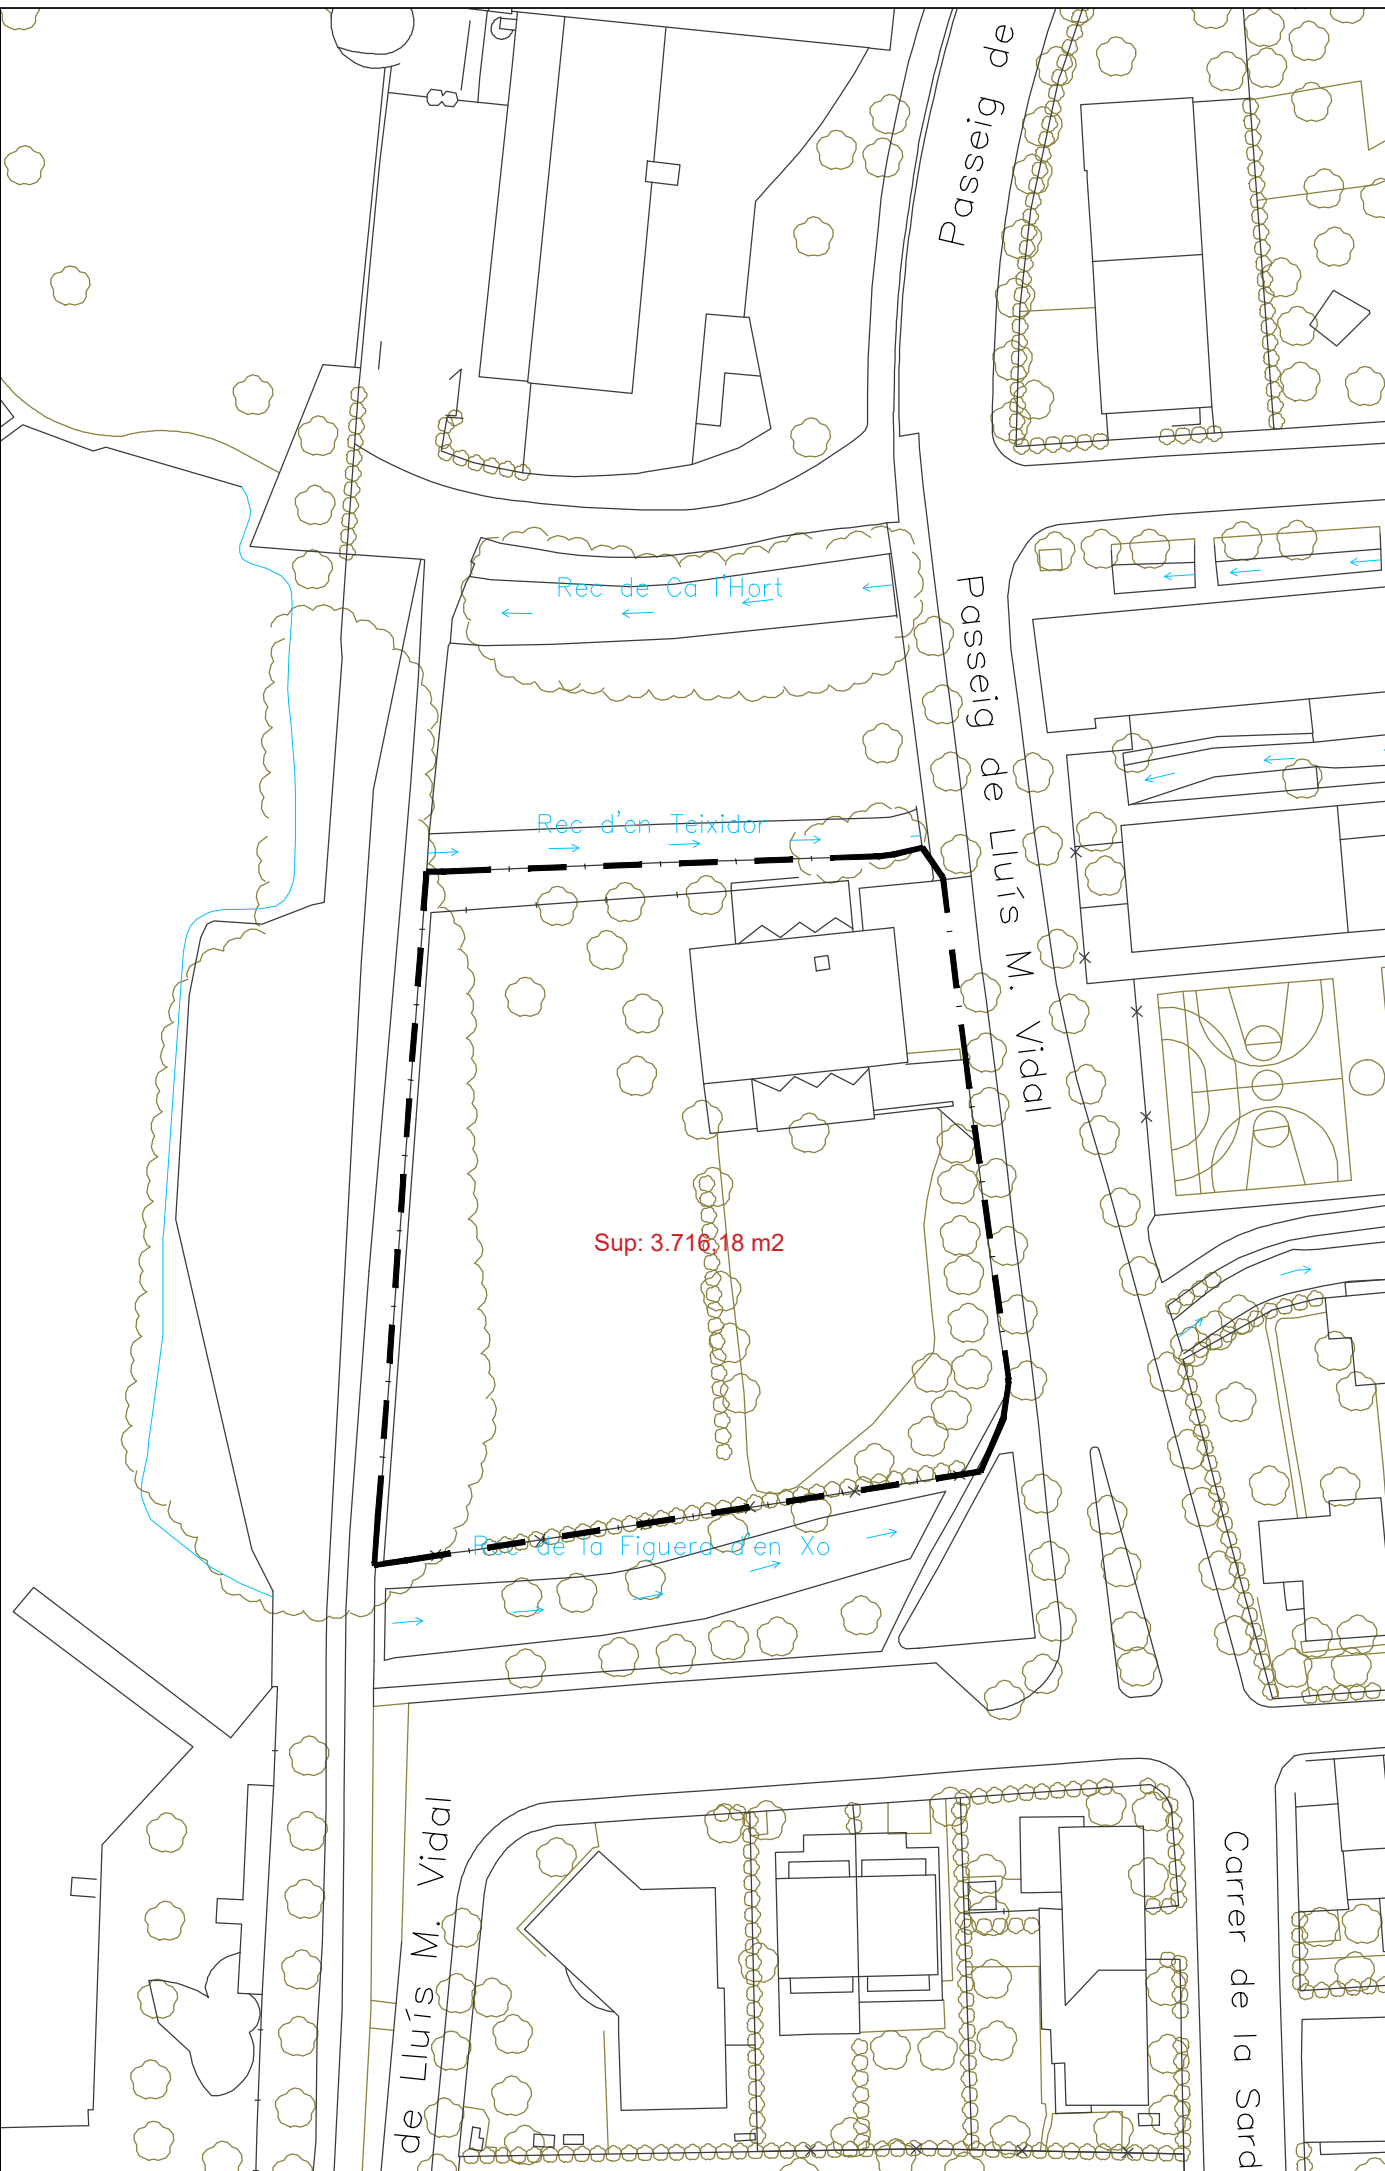 Passeig de
Rec de Ca l'Hort
Passeig de Lluís M. Vidal
Rec d'en Teixidor
Sup: 3.716,18 m2
Rec de la Figuera d'en Xo
de Lluís M. Vidal
Carrer de la Sard